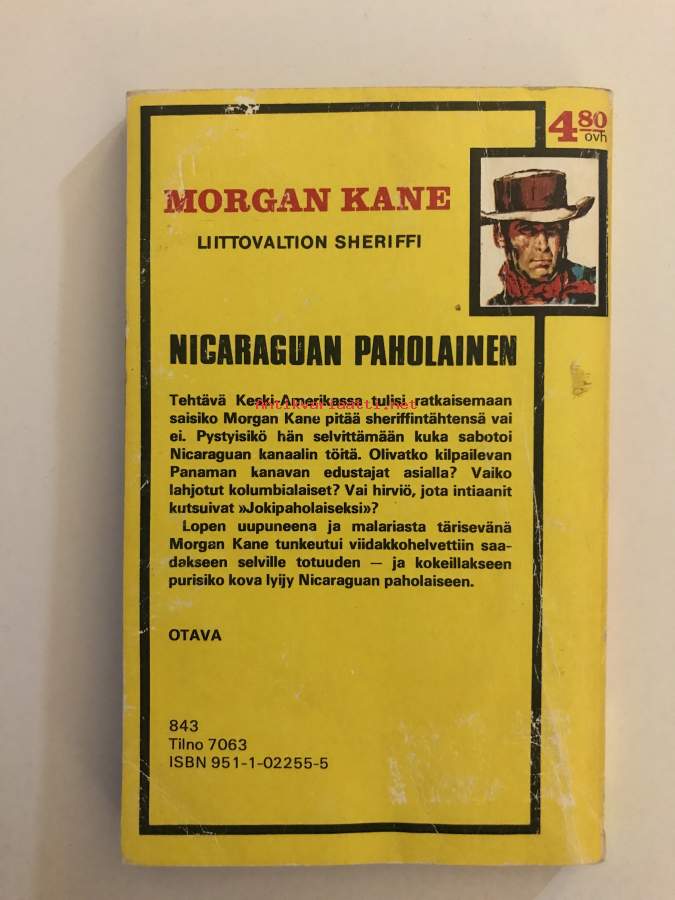 4 80
ovh
MORGAN KANE
LIITTOVALTION SHERIFFI
NICARAGUAN PAHOLAINEN
Tehtävä Keski-Amerikassa tulisi ratkaisemaan
antikvariaatti.net
saisiko Morgan Kane pitää sheriffintähtensä vai
ei. Pystyisikö hän selvittämään kuka sabotoi
Nicaraguan kanaalin töitä. Olivatko kilpailevan
Panaman kanavan edustajat asialla? Vaiko
lahjotut kolumbialaiset? Vai hirviö, jota intiaanit
kutsuivat »Jokipaholaiseksi»?
Lopen uupuneena ja malariasta tärisevänä
Morgan Kane tunkeutui viidakkohelvettiin saa-
dakseen selville totuuden — ja kokeillakseen
purisiko kova lyijy Nicaraguan paholaiseen.
OTAVA
843
Tilno 7063
ISBN 951-1-02255-5